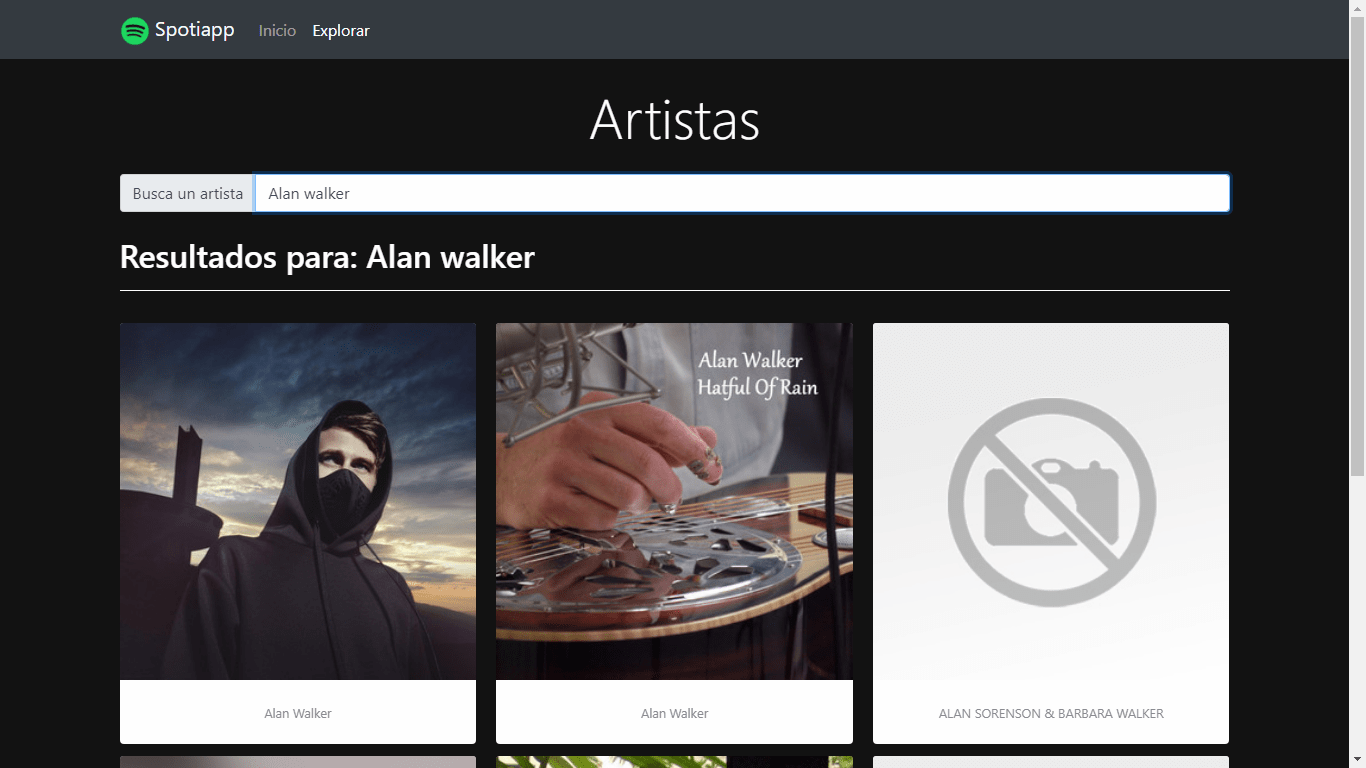 Spotiapp
Inicio
Explorar
Artistas
Busca un artista
Alan walker
Resultados para: Alan walker
Alan Walker
Hatful Of Rain
Alan Walker
Alan Walker
ALAN SORENSON & BARBARA WALKER